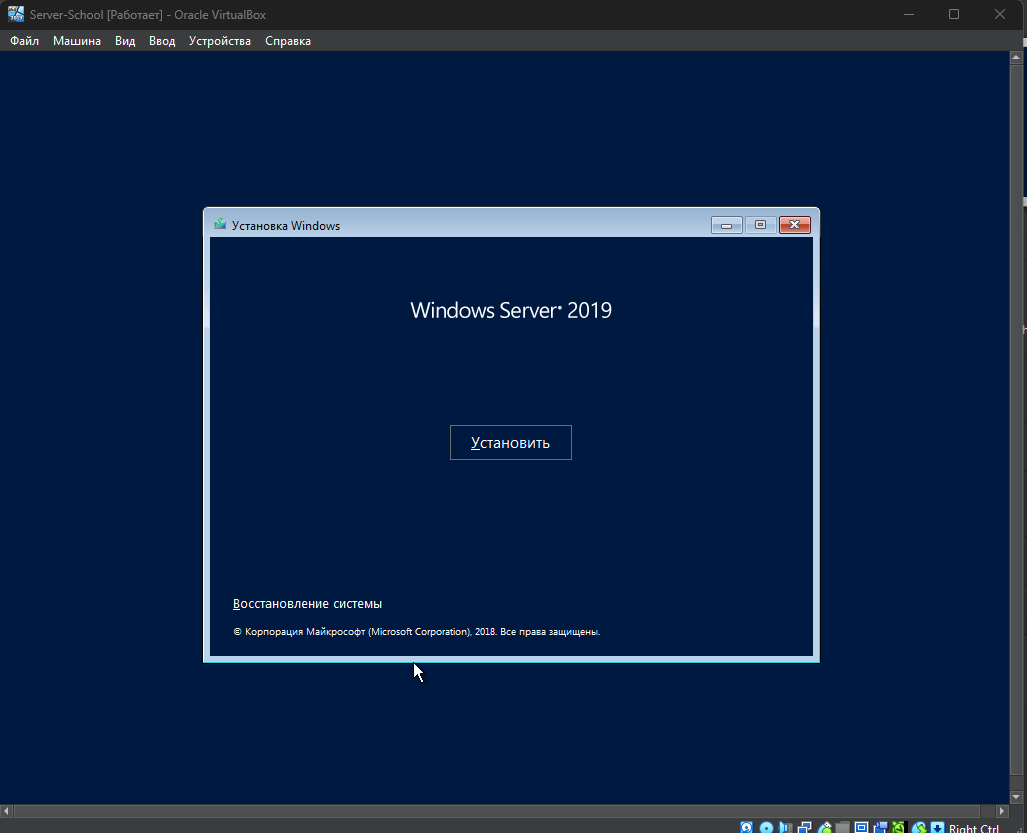 Server-School [Работает] - Oracle VirtualBox
Файл Машина Вид Ввод Устройства Справка
Установка Windows
Windows Server® 2019
Установить
Восстановление системы
© Корпорация Майкрософт (Microsoft Corporation), 2018. Все права защищены.
Right Ctrl